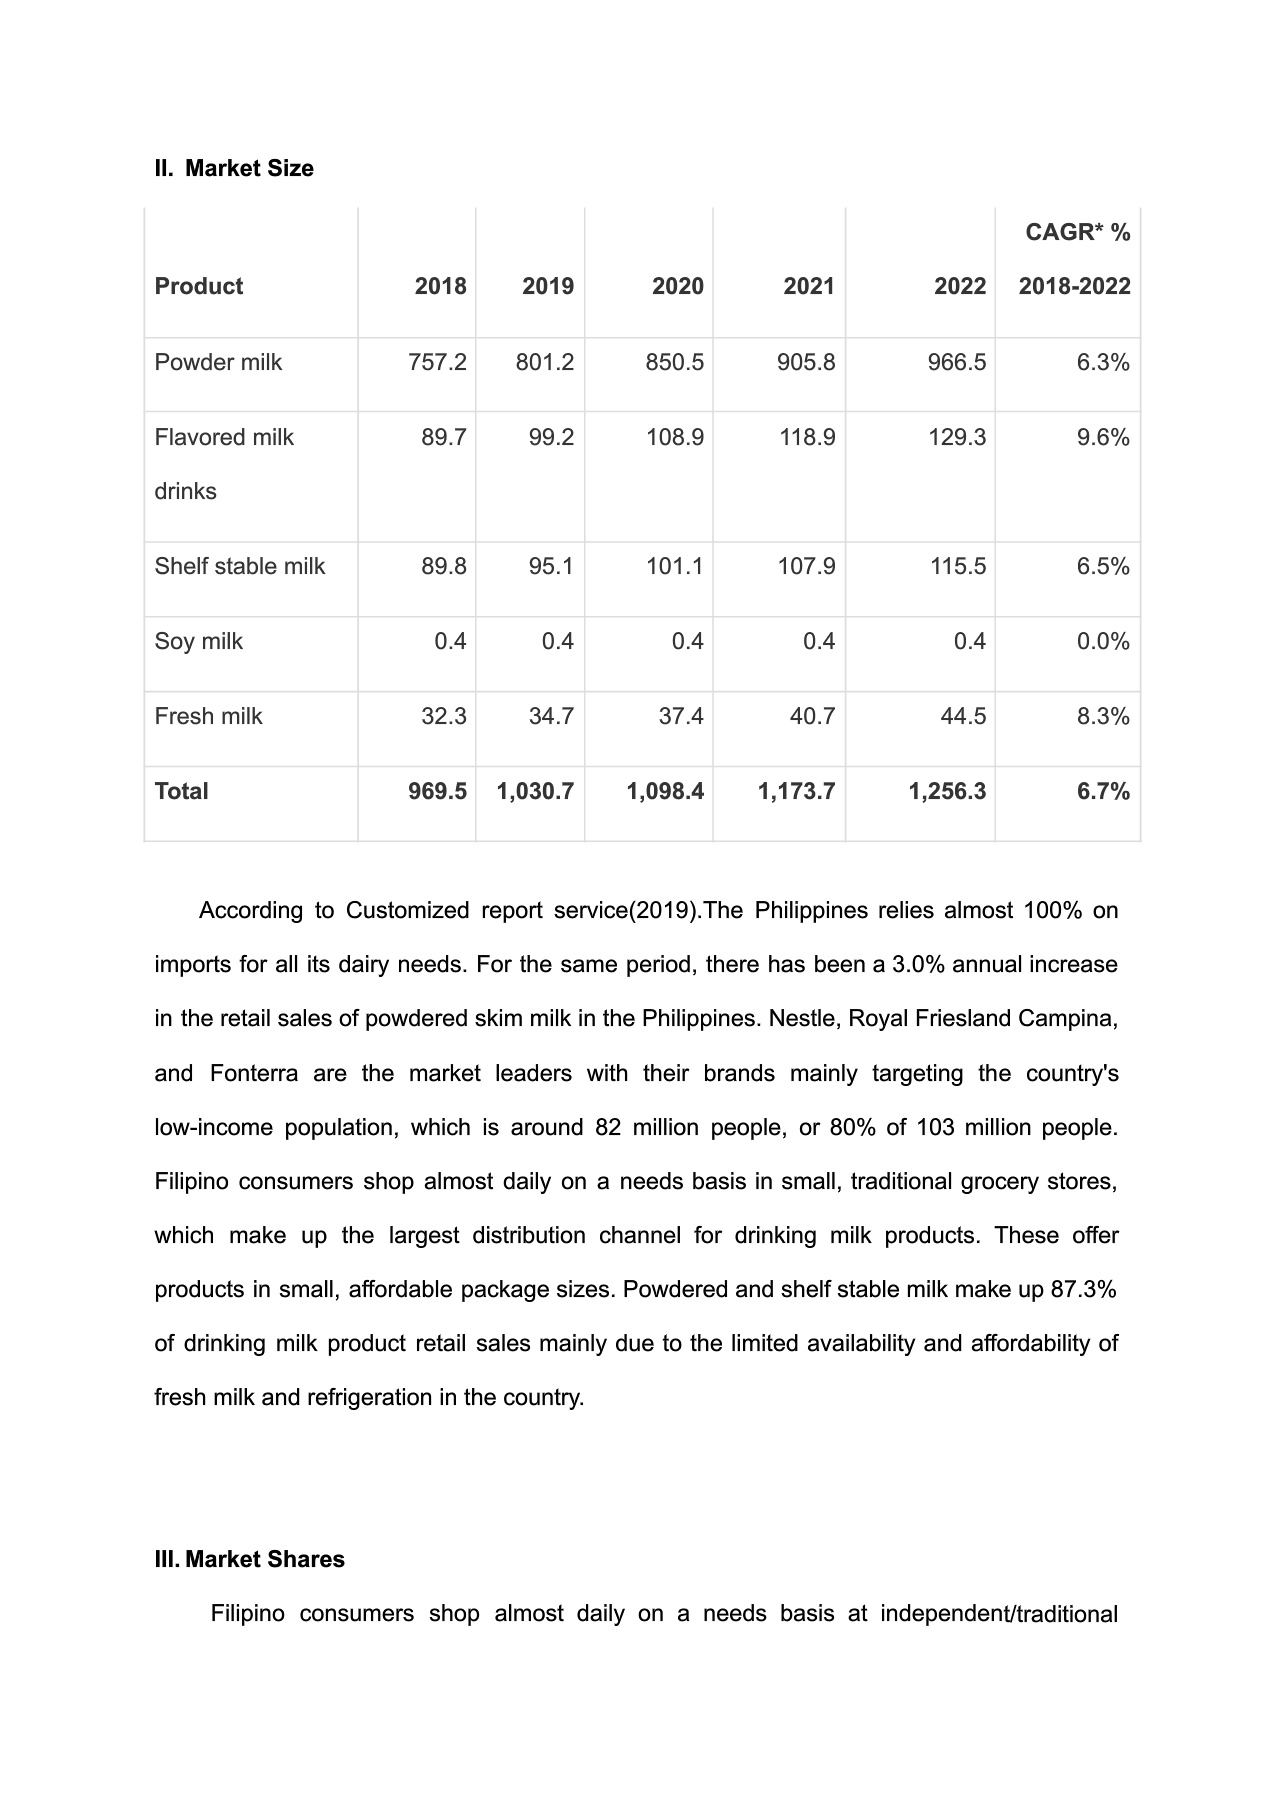 II. Market Size
CAGR* %
Product 2018 2019 2020 2021 2022 2018-2022
Powder milk 757.2 801.2 850.5 905.8 966.5 6.3%
Flavored milk 89.7 99.2 108.9 118.9 129.3 9.6%
drinks
Shelf stable milk 89.8 95.1 101.1 107.9 115.5 6.5%
Soy milk 0.4 0.4 0.4 0.4 0.4 0.0%
Fresh milk 32.3 34.7 37.4 40.7 44.5 8.3%
Total 969.5 1,030.7 1,098.4 1,173.7 1,256.3 6.7%
According to Customized report service(2019).The Philippines relies almost 100% on
imports for all its dairy needs. For the same period, there has been a 3.0% annual increase
in the retail sales of powdered skim milk in the Philippines. Nestle, Royal Friesland Campina,
and Fonterra are the market leaders with their brands mainly targeting the country's
low-income population, which is around 82 million people, or 80% of 103 million people.
Filipino consumers shop almost daily on a needs basis in small, traditional grocery stores,
which make up the largest distribution channel for drinking milk products. These offer
products in small, affordable package sizes. Powdered and shelf stable milk make up 87.3%
of drinking milk product retail sales mainly due to the limited availability and affordability of
fresh milk and refrigeration in the country.
III. Market Shares
Filipino consumers shop almost daily on a needs basis at independent/traditional